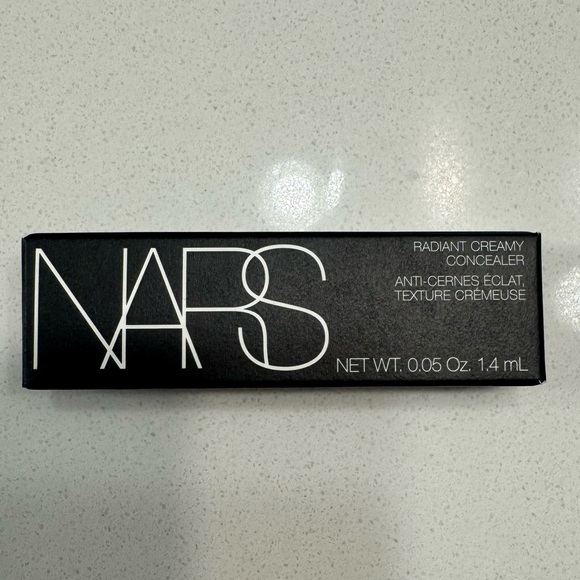 NARS
RADIANT CREAMY
CONCEALER
ANTI-CERNES ÉCLAT,
TEXTURE CRÉMEUSE
NET WT. 0.05 Oz. 1.4 mL